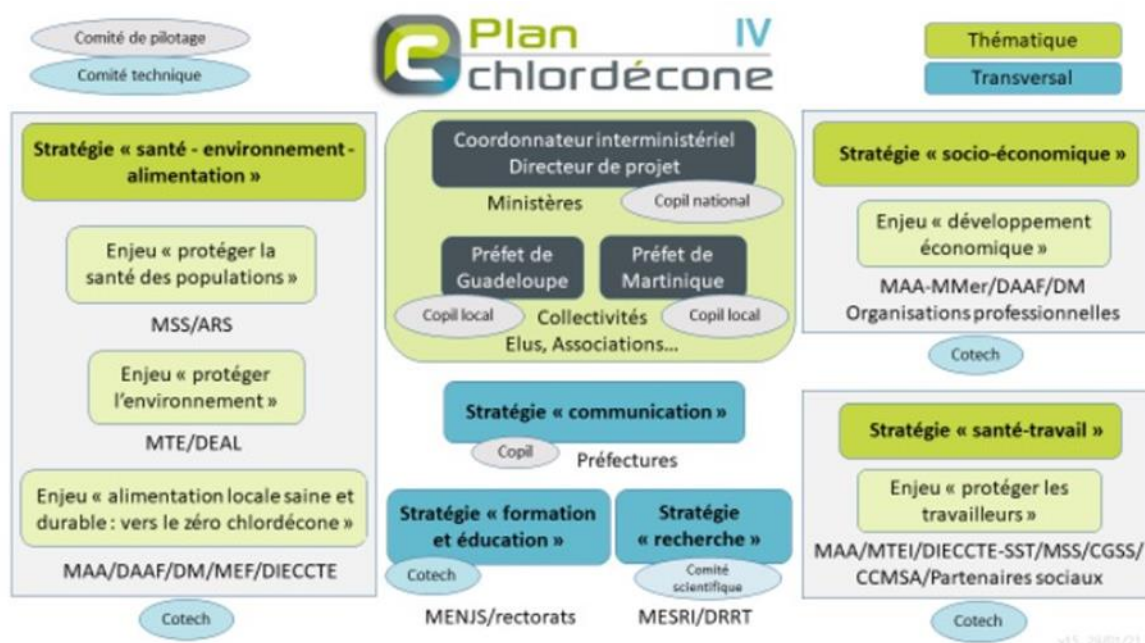 Comité de pilotage
Comité technique
Plan IV
chlordécone
Thématique
Transversal
Stratégie « santé - environnement -
alimentation »
Enjeu « protéger la
santé des populations »
MSS/ARS
Enjeu « protéger
l'environnement »
MTE/DEAL
Enjeu « alimentation locale saine et
durable : vers le zéro chlordécone »
MAA/DAAF/DM/MEF/DIECCTE
Cotech
Coordonnateur interministériel
Directeur de projet
Ministères
Copil national
Préfet de
Guadeloupe
Préfet de
Martinique
Copil local
Collectivités
Copil local
Elus, Associations...
Stratégie « communication »
Copil
Préfectures
Stratégie « formation
et éducation »
Cotech
MENJS/rectorats
Stratégie
« recherche »
Comité
scientifique
MESRI/DRRT
Stratégie « socio-économique »
Enjeu « développement
économique »
MAA-MMer/DAAF/DM
Organisations professionnelles
Cotech
Stratégie « santé-travail »
Enjeu « protéger les
travailleurs »
MAA/MTEI/DIECCTE-SST/MSS/CGSS/
CCMSA/Partenaires sociaux
Cotech